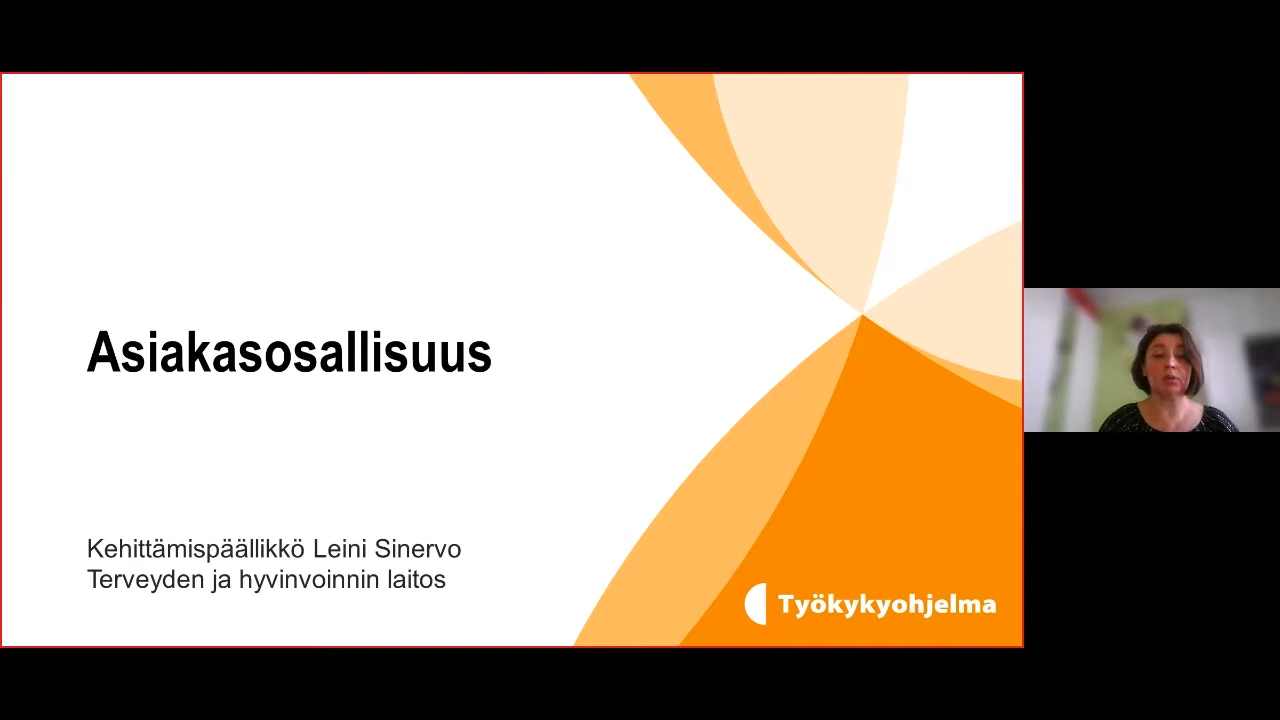 Asiakasosallisuus
Kehittämispäällikkö Leini Sinervo
Terveyden ja hyvinvoinnin laitos
Työkykyohjelma